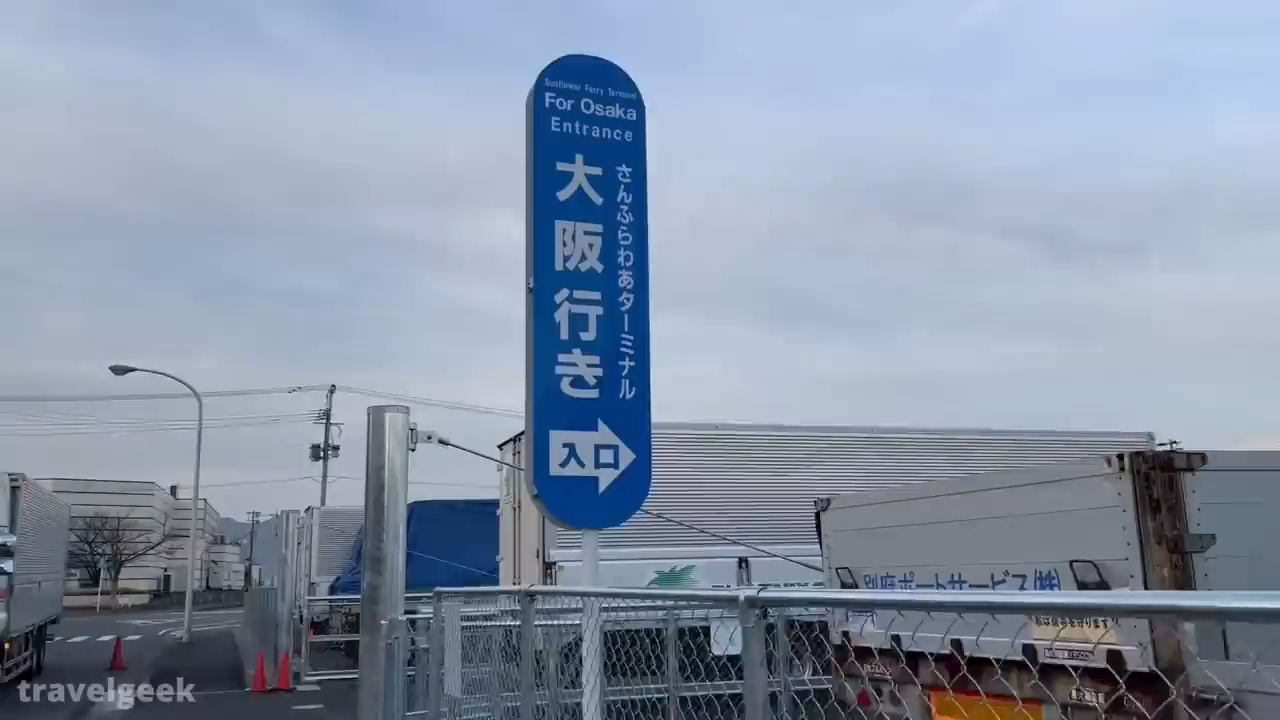 Sunflower Ferry Terminal
For Osaka
Entrance
さんふらわあターミナル
大阪行き
入口
別府ポートサービス㈱
travelgeek